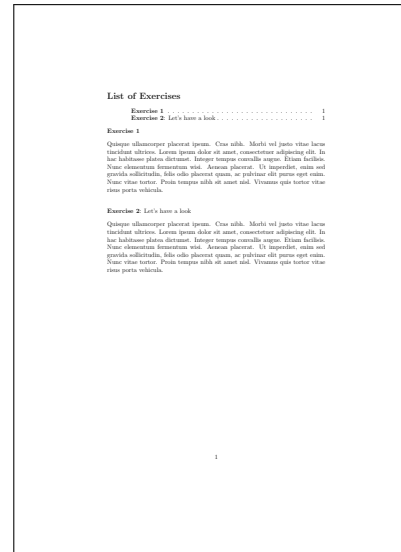 List of Exercises
Exercise 1 . . . . . . . . . . . . . . . . . . . . . . . . . . . . . 1
Exercise 2: Let's have a look . . . . . . . . . . . . . . . . . . . 1
Exercise 1
Quisque ullamcorper placerat ipsum. Cras nibh. Morbi vel justo vitae lacus
tincidunt ultrices. Lorem ipsum dolor sit amet, consectetuer adipiscing elit. In
hac habitasse platea dictumst. Integer tempus convallis augue. Etiam facilisis.
Nunc elementum fermentum wisi. Aenean placerat. Ut imperdiet, enim sed
gravida sollicitudin, felis odio placerat quam, ac pulvinar elit purus eget enim.
Nunc vitae tortor. Proin tempus nibh sit amet nisl. Vivamus quis tortor vitae
risus porta vehicula.
Exercise 2: Let's have a look
Quisque ullamcorper placerat ipsum. Cras nibh. Morbi vel justo vitae lacus
tincidunt ultrices. Lorem ipsum dolor sit amet, consectetuer adipiscing elit. In
hac habitasse platea dictumst. Integer tempus convallis augue. Etiam facilisis.
Nunc elementum fermentum wisi. Aenean placerat. Ut imperdiet, enim sed
gravida sollicitudin, felis odio placerat quam, ac pulvinar elit purus eget enim.
Nunc vitae tortor. Proin tempus nibh sit amet nisl. Vivamus quis tortor vitae
risus porta vehicula.
1